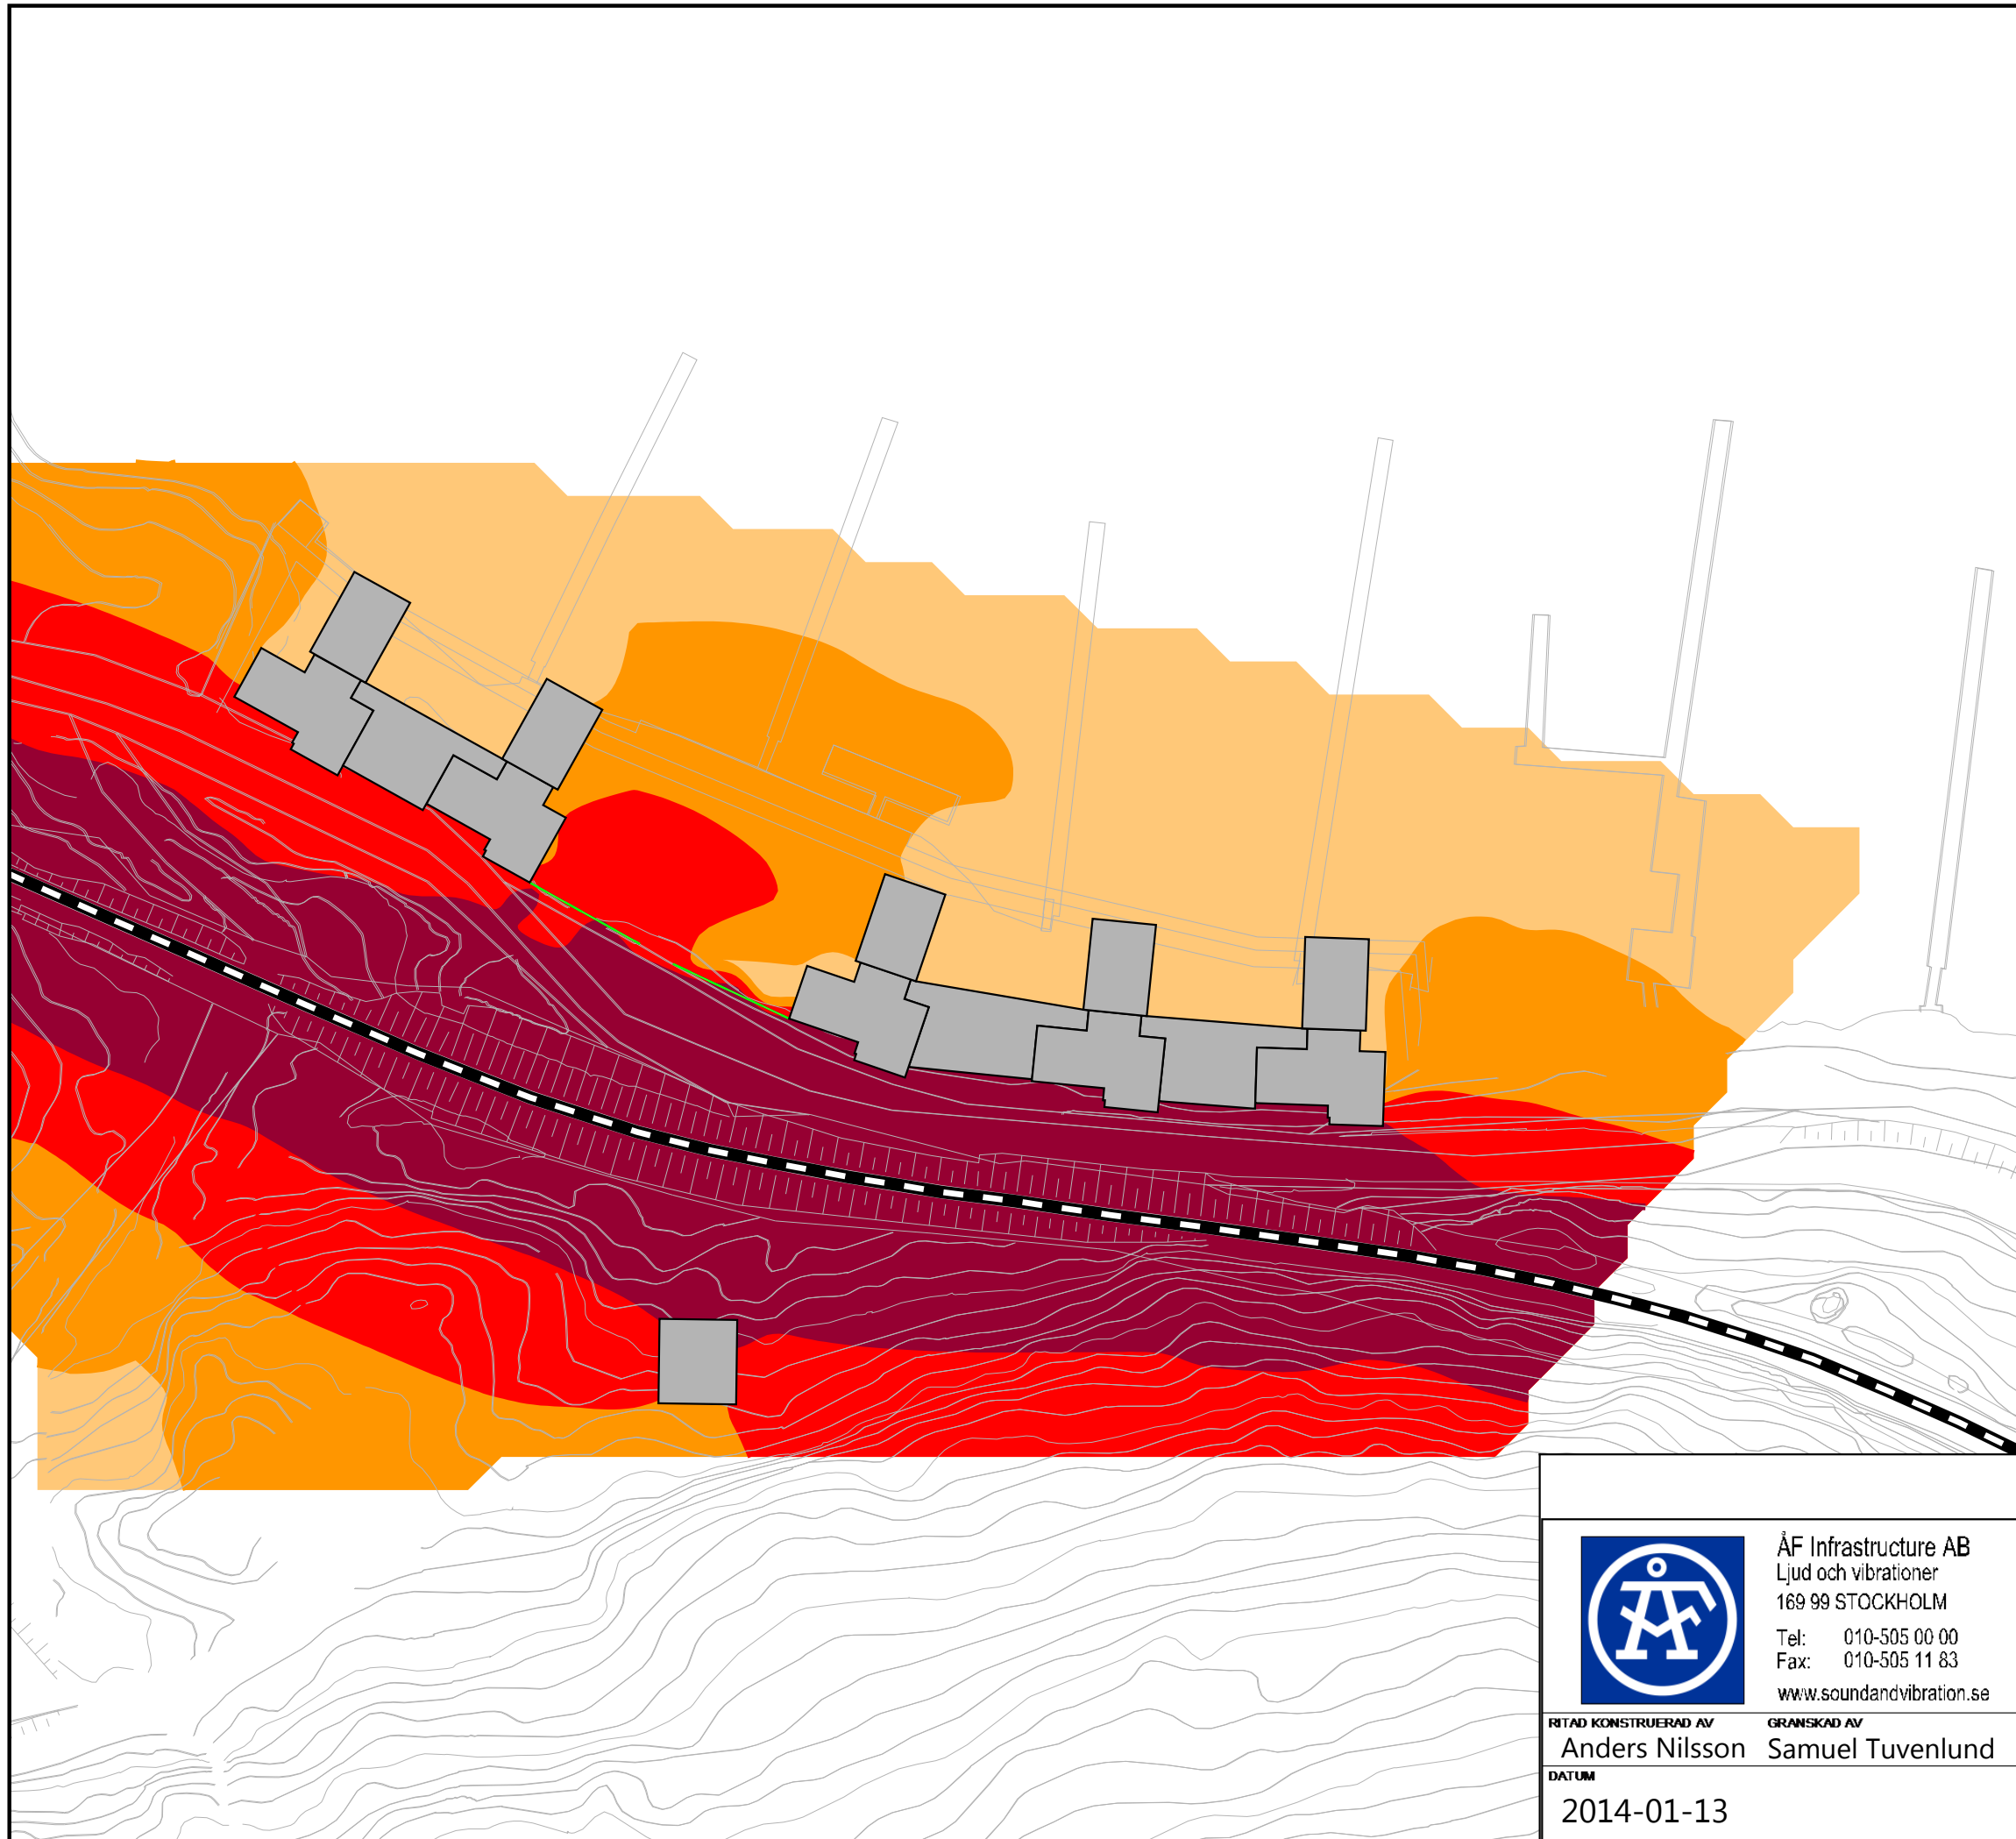 ÅF
ÅF Infrastructure AB
Ljud och vibrationer
169 99 STOCKHOLM
Tel: 010-505 00 00
Fax: 010-505 11 83
www.soundandvibration.se
RITAD KONSTRUERAD AV GRANSKAD AV
Anders Nilsson Samuel Tuvenlund
DATUM
2014-01-13